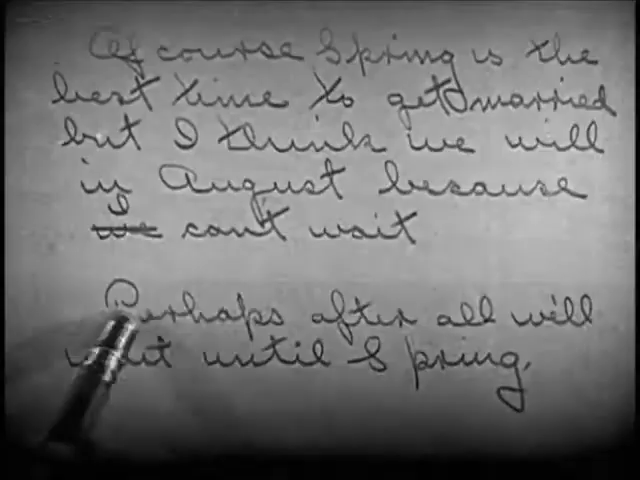 Of course Spring is the
best time to get married
but I think we will
in August because
I
we can't wait
Perhaps after all will
wait until Spring.